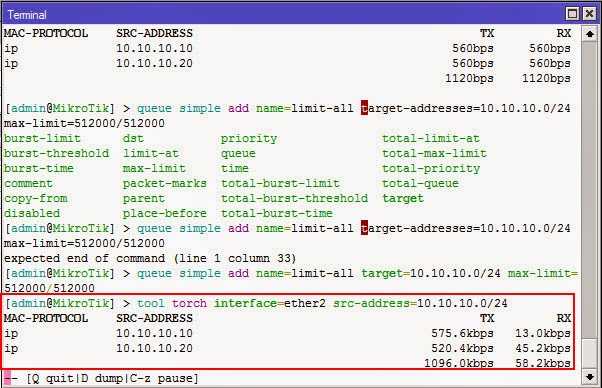 Terminal
MAC-PROTOCOL SRC-ADDRESS TX RX
ip 10.10.10.10 560bps 560bps
ip 10.10.10.20 560bps 560bps
1120bps 1120bps
[admin@MikroTik] > queue simple add name=limit-all target-addresses=10.10.10.0/24
max-limit=512000/512000
burst-limit dst priority total-limit-at
burst-threshold limit-at queue total-max-limit
burst-time max-limit time total-priority
comment packet-marks total-burst-limit total-queue
copy-from parent total-burst-threshold target
disabled place-before total-burst-time
[admin@MikroTik] > queue simple add name=limit-all target-addresses=10.10.10.0/24
max-limit=512000/512000
expected end of command (line 1 column 33)
[admin@MikroTik] > queue simple add name=limit-all target=10.10.10.0/24 max-limit=
512000/512000
[admin@MikroTik] > tool torch interface=ether2 src-address=10.10.10.0/24
MAC-PROTOCOL SRC-ADDRESS TX RX
ip 10.10.10.10 575.6kbps 13.0kbps
ip 10.10.10.20 520.4kbps 45.2kbps
1096.0kbps 58.2kbps
-- [Q quit|D dump|C-z pause]